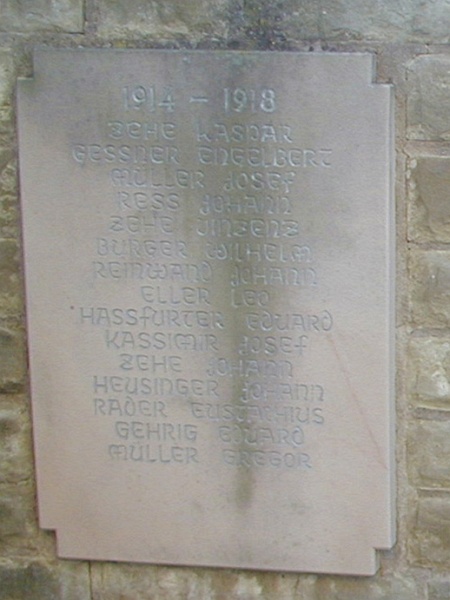 1914 – 1918
ZEHE KASPAR
GESSNER ENGELBERT
MÜLLER JOSEF
RESS JOHANN
ZEHE VINZENZ
BURGER WILHELM
REINWAND JOHANN
ELLER LEO
HASSFURTER EDUARD
KASSIMIR JOSEF
ZEHE JOHANN
HEUSINGER JOHANN
RADER EUSTACHIUS
GEHRIG EDUARD
MÜLLER GREGOR